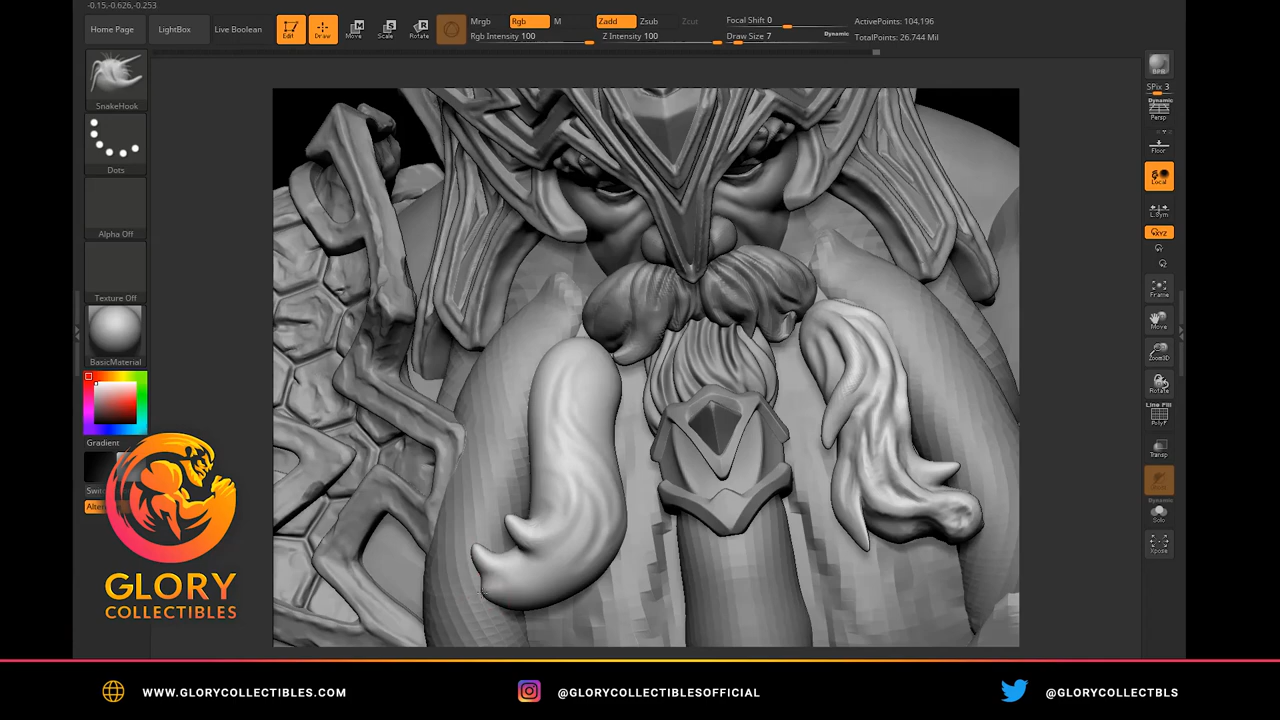 -0.15,-0.626,-0.253
Home Page
LightBox
Live Boolean
Edit
Draw
Move
Scale
Rotate
Mrgb
Rgb
M
Rgb Intensity 100
Zadd
Zsub
Zcut
Z Intensity 100
Focal Shift 0
Draw Size 7
Dynamic
ActivePoints: 104,196
TotalPoints: 26.744 Mil
SnakeHook
Dots
Alpha Off
Texture Off
BasicMaterial
Gradient
GLORY
COLLECTIBLES
BPR
SPix 3
Dynamic
Persp
Floor
Local
L.Sym
XYZ
Frame
Move
Zoom3D
Rotate
Line Fill
PolyF
Transp
Dynamic
Solo
Xpose
WWW.GLORYCOLLECTIBLES.COM
@GLORYCOLLECTIBLESOFFICIAL
@GLORYCOLLECTBLS